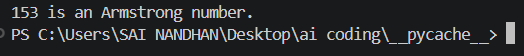 153 is an Armstrong number.
PS C:\Users\SAI NANDHAN\Desktop\ai coding\__pycache__>